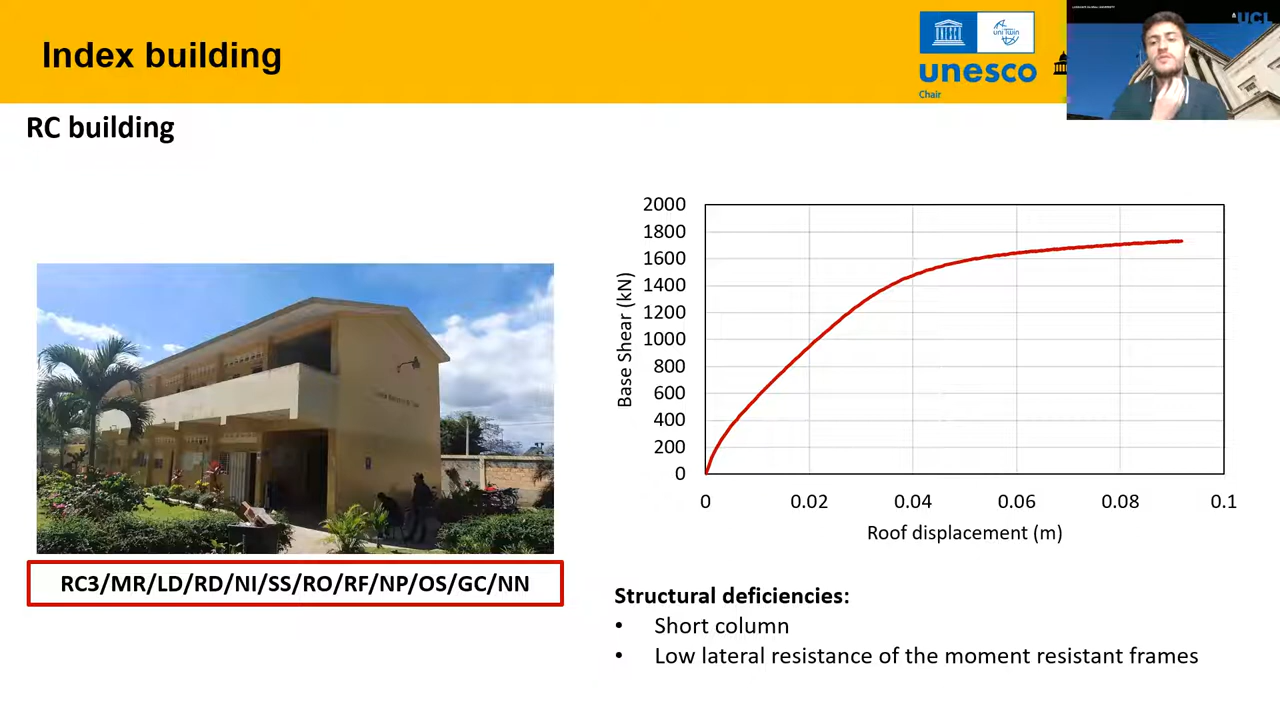 Index building
unesco
Chair
UNITWIN
UCL
RC building
2000
1800
1600
1400
1200
1000
800
600
400
200
0
Base Shear (kN)
0 0.02 0.04 0.06 0.08 0.1
Roof displacement (m)
RC3/MR/LD/RD/NI/SS/RO/RF/NP/OS/GC/NN
Structural deficiencies:
• Short column
• Low lateral resistance of the moment resistant frames